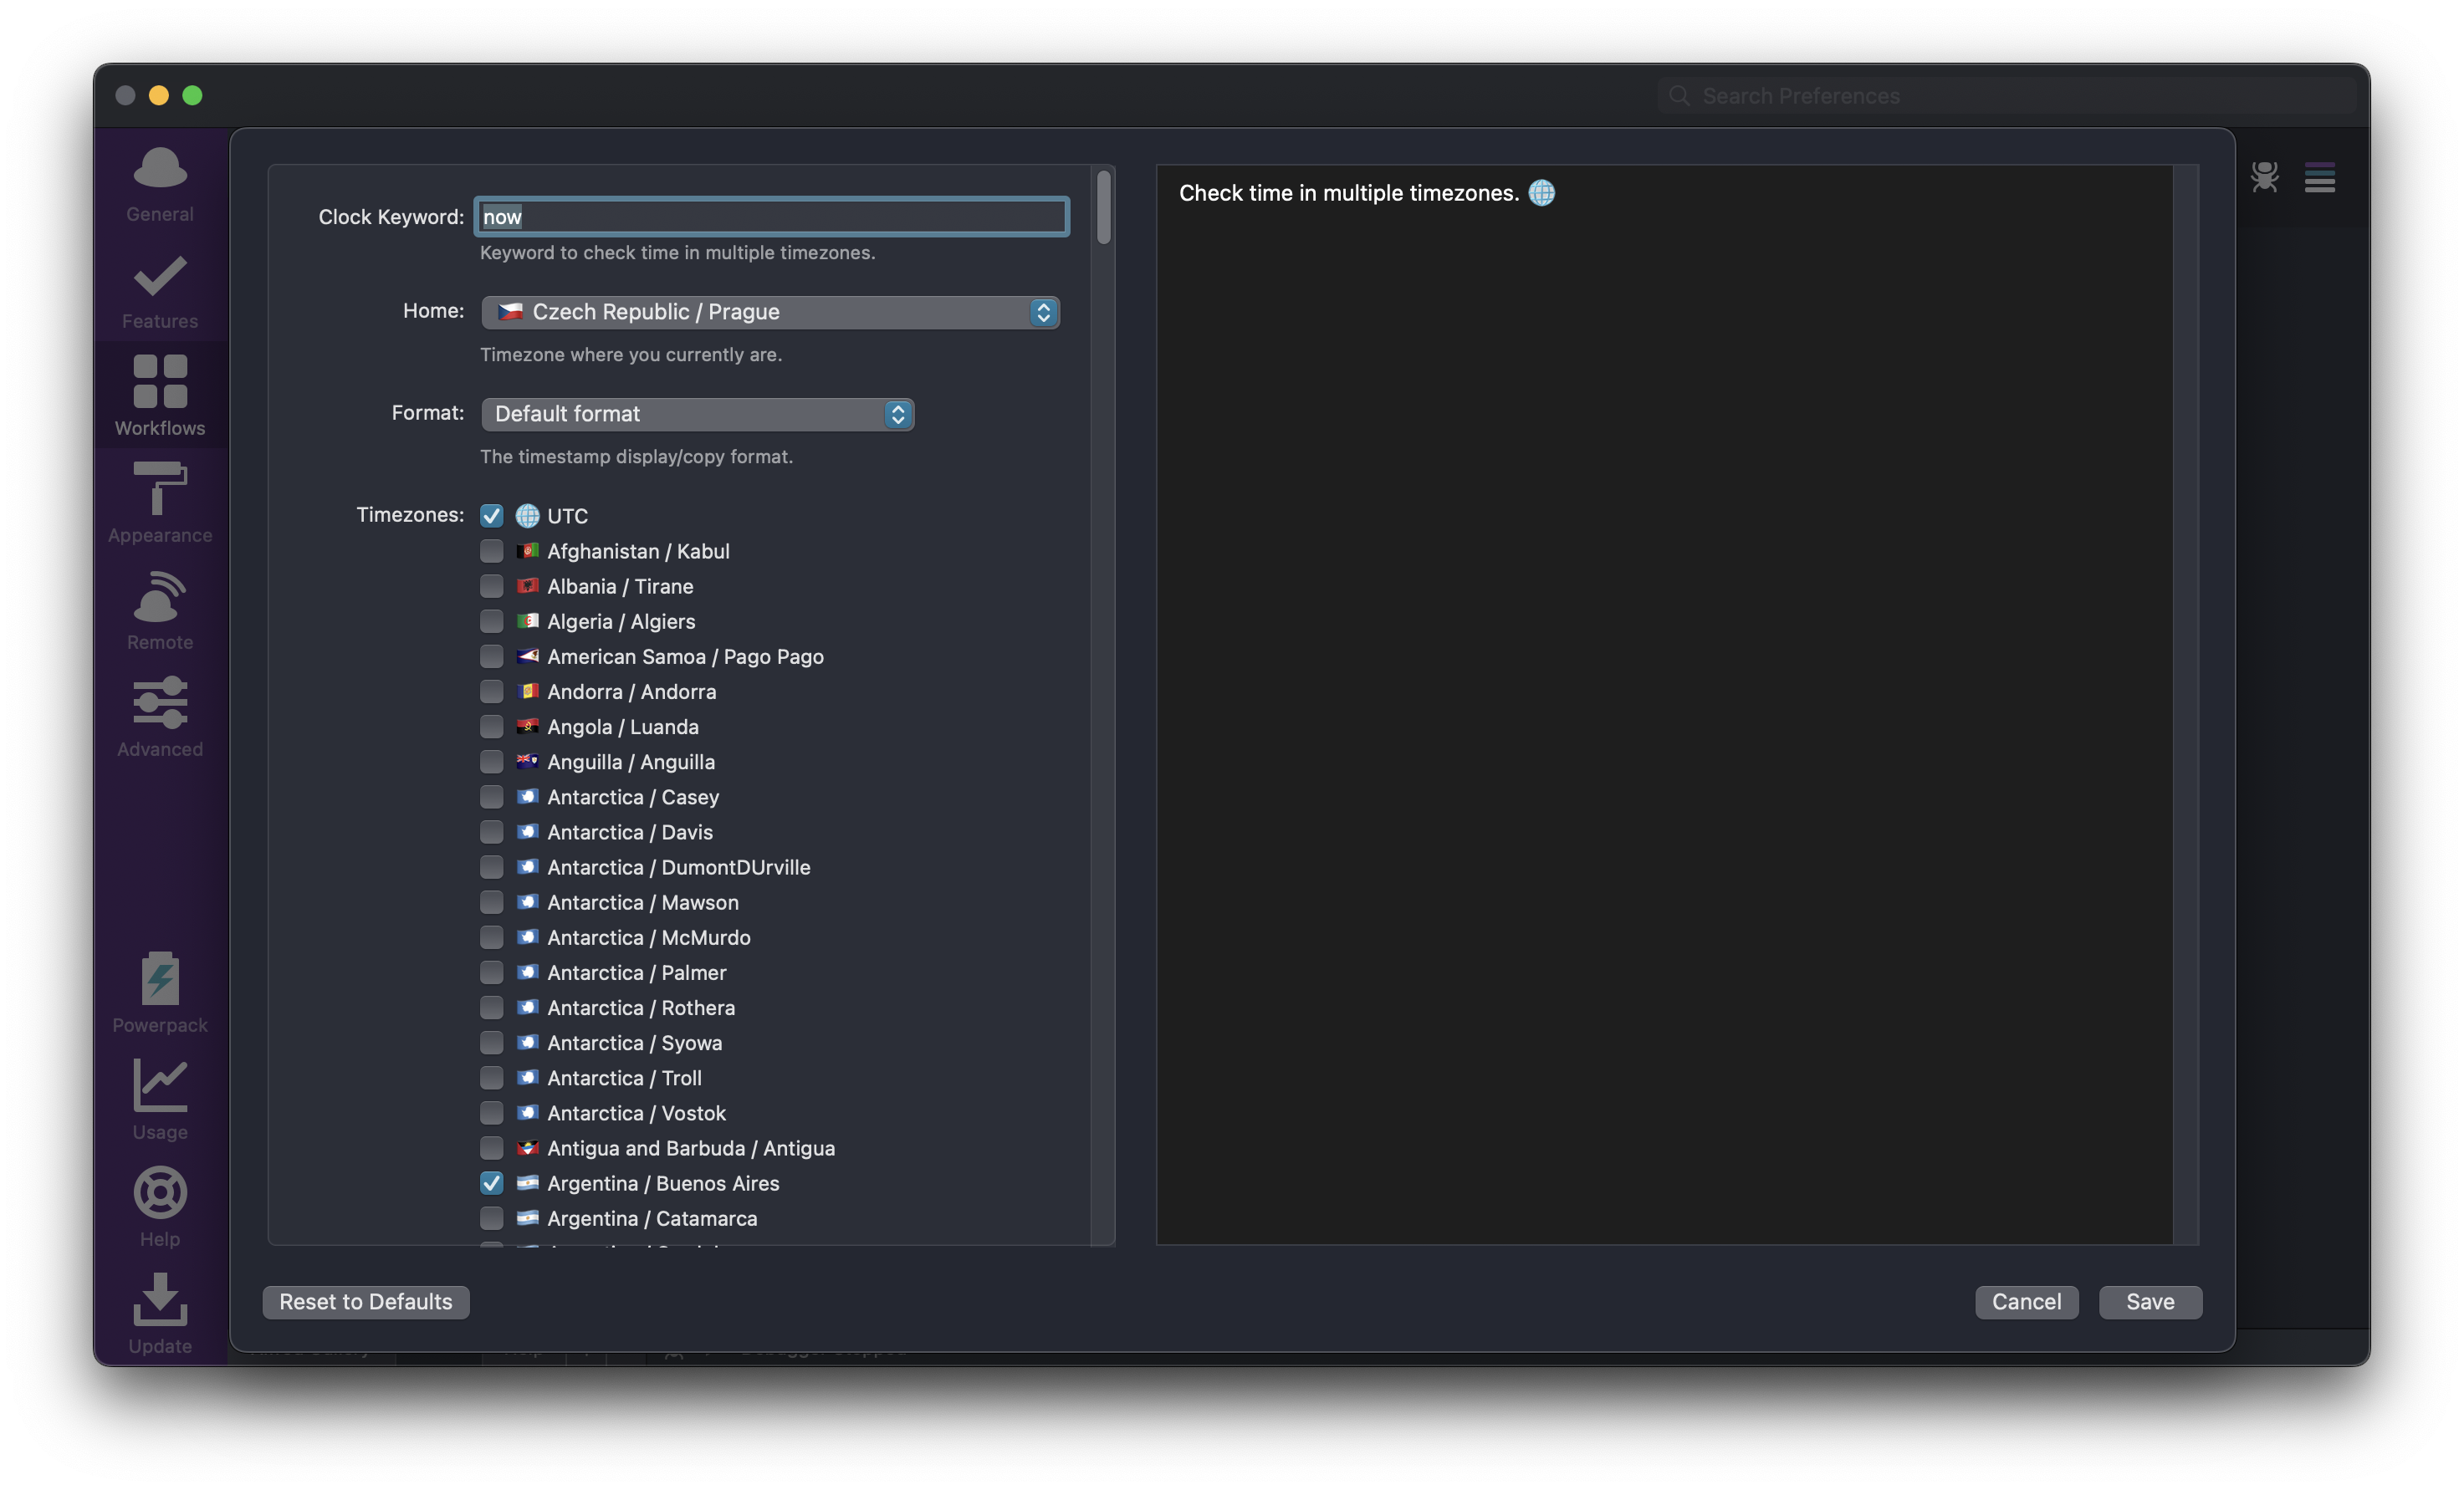 Search Preferences
General
Features
Workflows
Appearance
Remote
Advanced
Powerpack
Usage
Help
Update
Clock Keyword: now
Keyword to check time in multiple timezones.
Home: Czech Republic / Prague
Timezone where you currently are.
Format: Default format
The timestamp display/copy format.
Timezones: UTC
Afghanistan / Kabul
Albania / Tirane
Algeria / Algiers
American Samoa / Pago Pago
Andorra / Andorra
Angola / Luanda
Anguilla / Anguilla
Antarctica / Casey
Antarctica / Davis
Antarctica / DumontDUrville
Antarctica / Mawson
Antarctica / McMurdo
Antarctica / Palmer
Antarctica / Rothera
Antarctica / Syowa
Antarctica / Troll
Antarctica / Vostok
Antigua and Barbuda / Antigua
Argentina / Buenos Aires
Argentina / Catamarca
Check time in multiple timezones.
Reset to Defaults
Cancel
Save